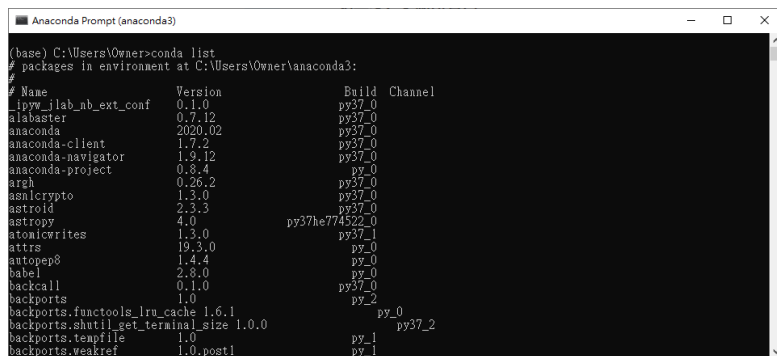 Anaconda Prompt (anaconda3)
(base) C:\Users\Owner>conda list
# packages in environment at C:\Users\Owner\anaconda3:
#
# Name Version Build Channel
_ipyw_jlab_nb_ext_conf 0.1.0 py37_0
alabaster 0.7.12 py37_0
anaconda 2020.02 py37_0
anaconda-client 1.7.2 py37_0
anaconda-navigator 1.9.12 py37_0
anaconda-project 0.8.4 py_0
argh 0.26.2 py37_0
asn1crypto 1.3.0 py37_0
astroid 2.3.3 py37_0
astropy 4.0 py37he774522_0
atomicwrites 1.3.0 py37_1
attrs 19.3.0 py_0
autopep8 1.4.4 py_0
babel 2.8.0 py_0
backcall 0.1.0 py37_0
backports 1.0 py_2
backports.functools_lru_cache 1.6.1 py_0
backports.shutil_get_terminal_size 1.0.0 py37_2
backports.tempfile 1.0 py_1
backports.weakref 1.0.post1 py_1